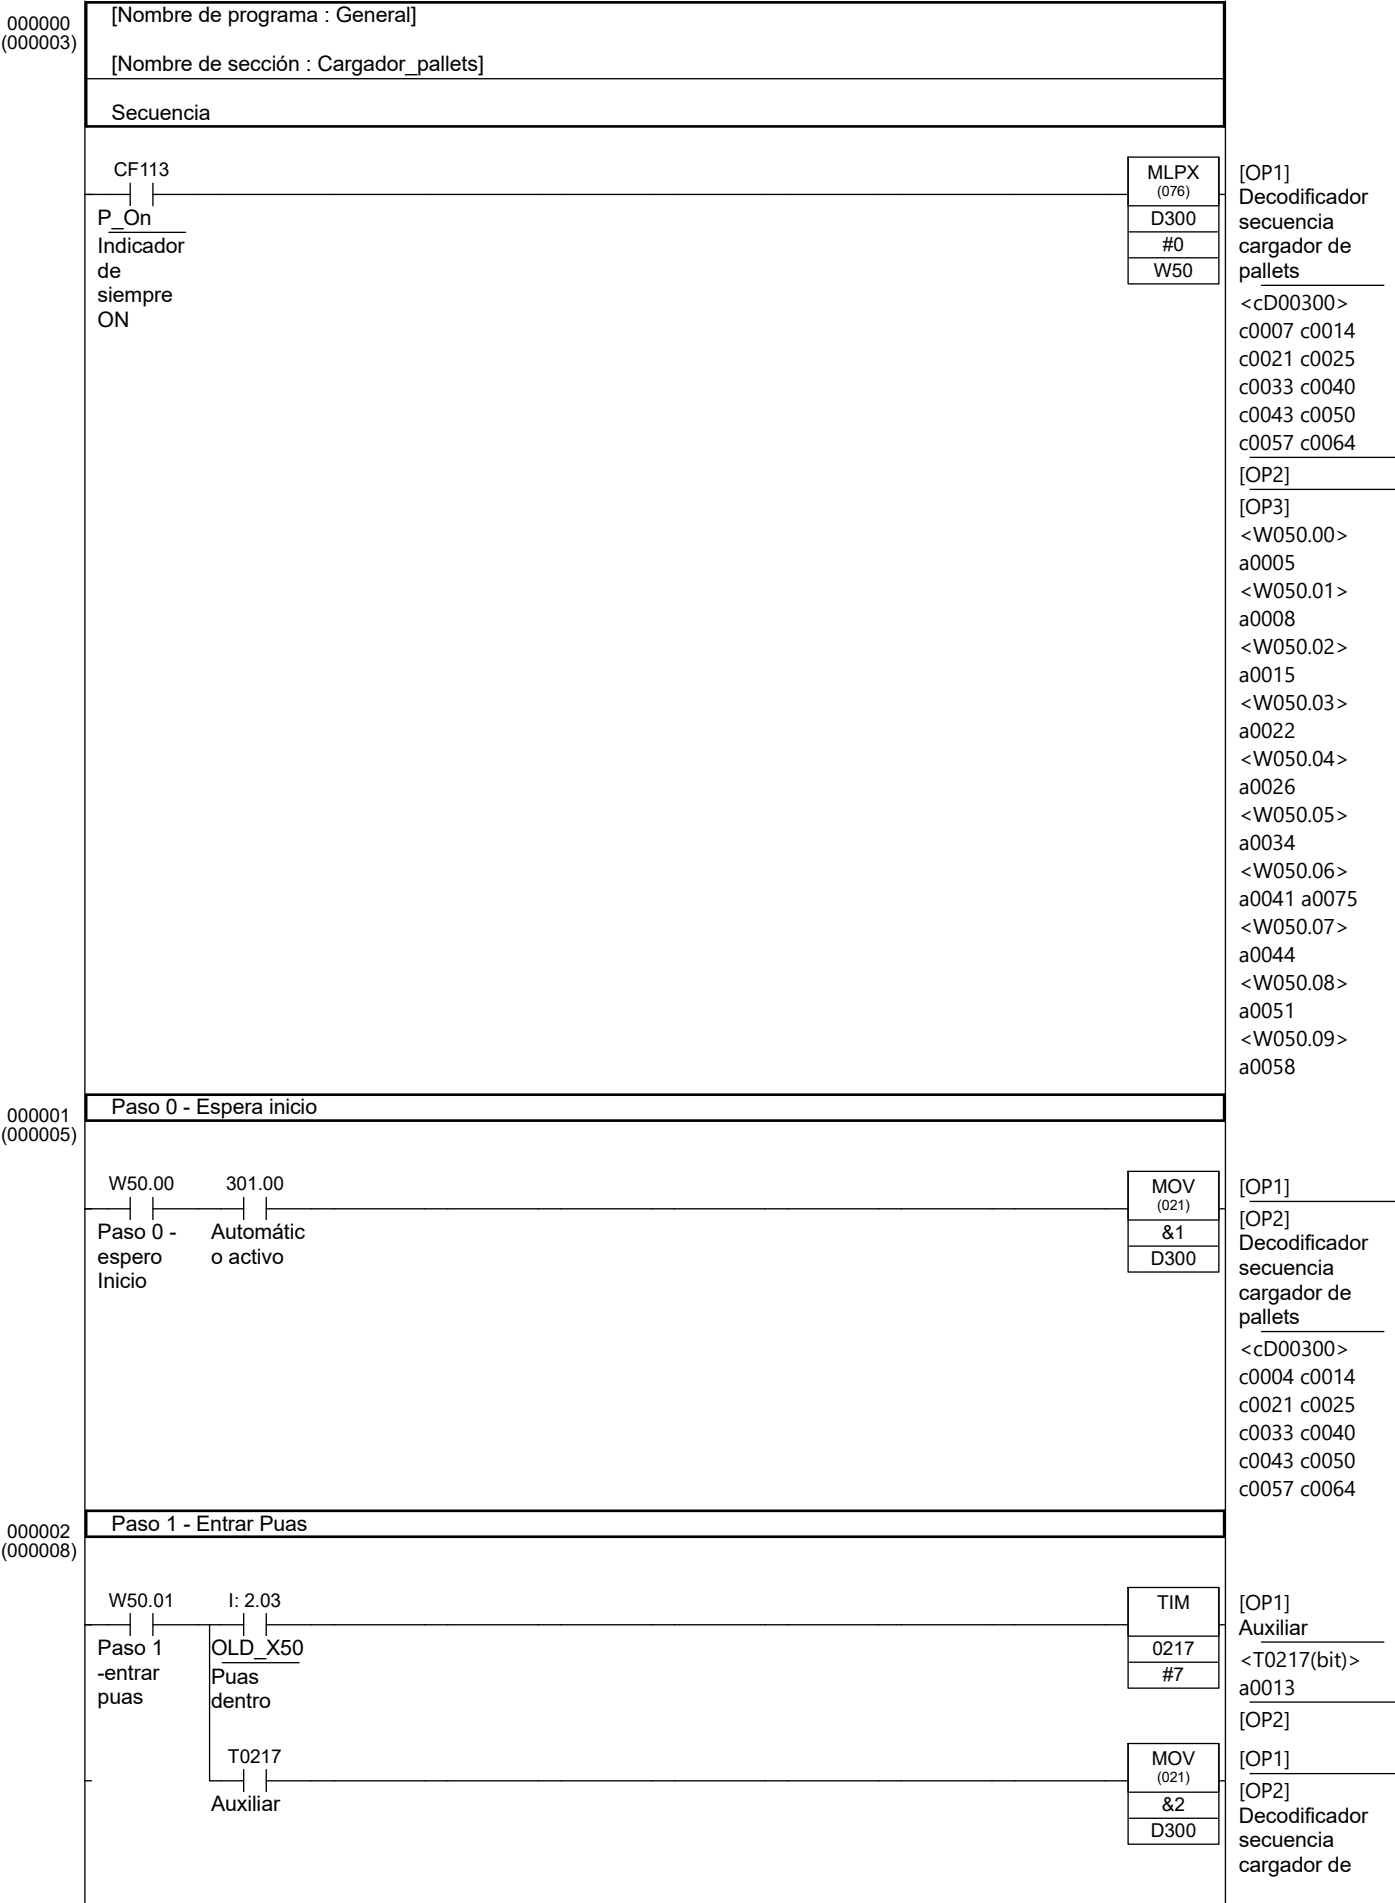 000000
(000003)
[Nombre de programa : General]
[Nombre de sección : Cargador_pallets]
Secuencia
CF113
P_On
Indicador
de
siempre
ON
MLPX
(076)
D300
#0
W50
[OP1]
Decodificador
secuencia
cargador de
pallets
<cD00300>
c0007 c0014
c0021 c0025
c0033 c0040
c0043 c0050
c0057 c0064
[OP2]
[OP3]
<W050.00>
a0005
<W050.01>
a0008
<W050.02>
a0015
<W050.03>
a0022
<W050.04>
a0026
<W050.05>
a0034
<W050.06>
a0041 a0075
<W050.07>
a0044
<W050.08>
a0051
<W050.09>
a0058
000001
(000005)
Paso 0 - Espera inicio
W50.00
Paso 0 -
espero
Inicio
301.00
Automátic
o activo
MOV
(021)
&1
D300
[OP1]
[OP2]
Decodificador
secuencia
cargador de
pallets
<cD00300>
c0004 c0014
c0021 c0025
c0033 c0040
c0043 c0050
c0057 c0064
000002
(000008)
Paso 1 - Entrar Puas
W50.01
Paso 1
-entrar
puas
I: 2.03
OLD_X50
Puas
dentro
TIM
0217
#7
[OP1]
Auxiliar
<T0217(bit)>
a0013
[OP2]
T0217
Auxiliar
MOV
(021)
&2
D300
[OP1]
[OP2]
Decodificador
secuencia
cargador de